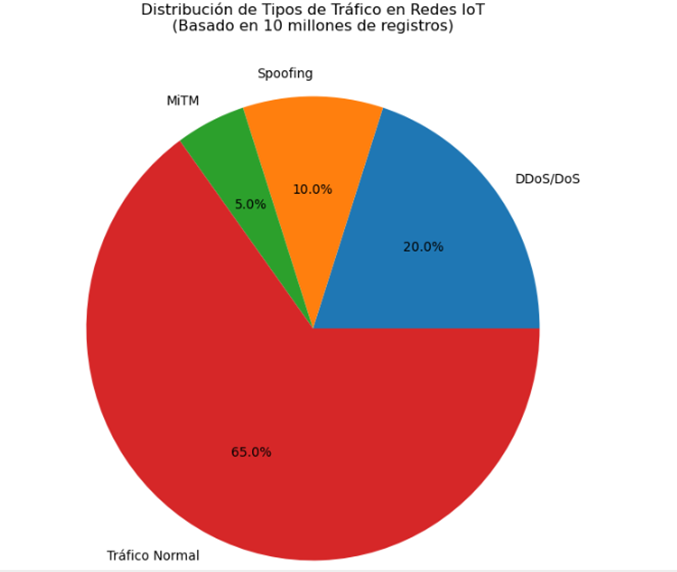 Distribución de Tipos de Tráfico en Redes IoT
(Basado en 10 millones de registros)
Spoofing
MiTM
DDoS/DoS
10.0%
5.0%
20.0%
65.0%
Tráfico Normal